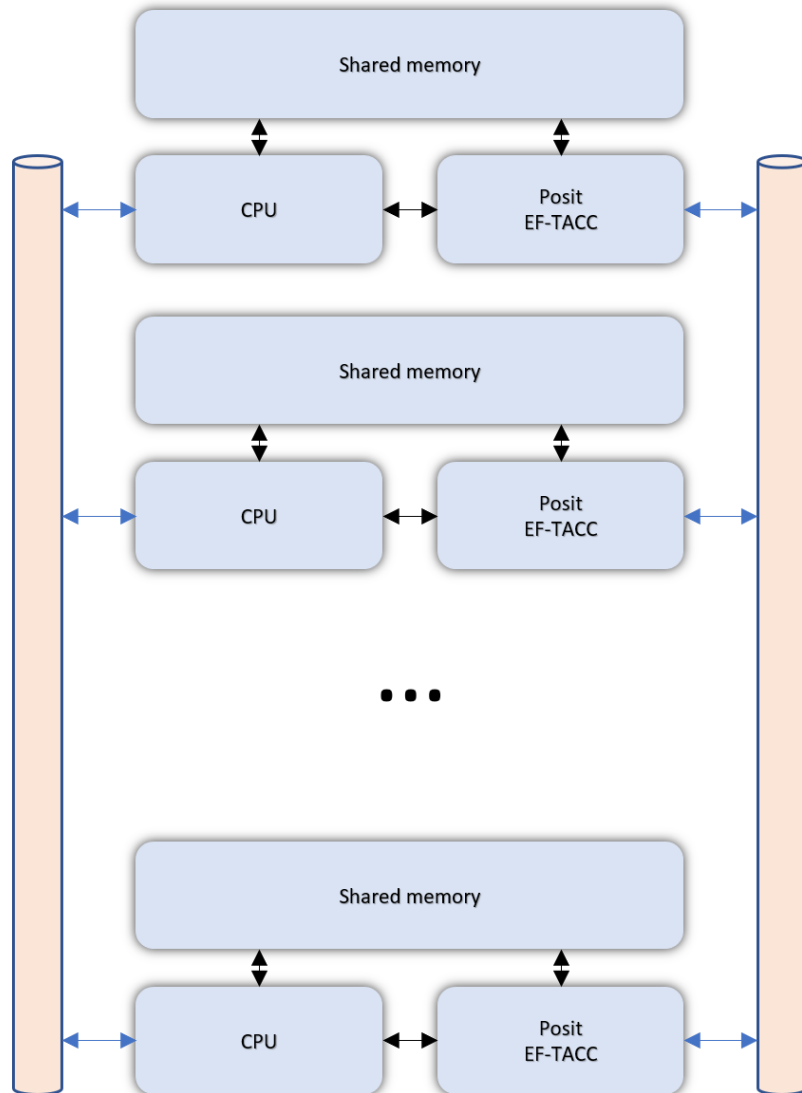 Shared memory
CPU
Posit
EF-TACC
Shared memory
CPU
Posit
EF-TACC
...
Shared memory
CPU
Posit
EF-TACC